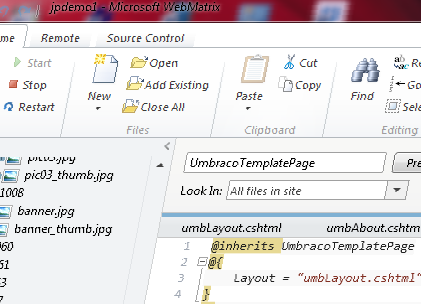 jpdemo1 - Microsoft WebMatrix
me Remote Source Control
Start
Stop
Restart
New
Open
Add Existing
Close All
Files
Paste
Cut
Copy
Clipboard
Find
Re
Go
Sele
Editing
pic03.jpg
pic03_thumb.jpg
1008
banner.jpg
banner_thumb.jpg
060
61
63
3
UmbracoTemplatePage
Pre
Look In: All files in site
umbLayout.cshtml umbAbout.cshtm
1 @inherits UmbracoTemplatePage
2 @{
3 Layout = "umbLayout.cshtml"
4 }